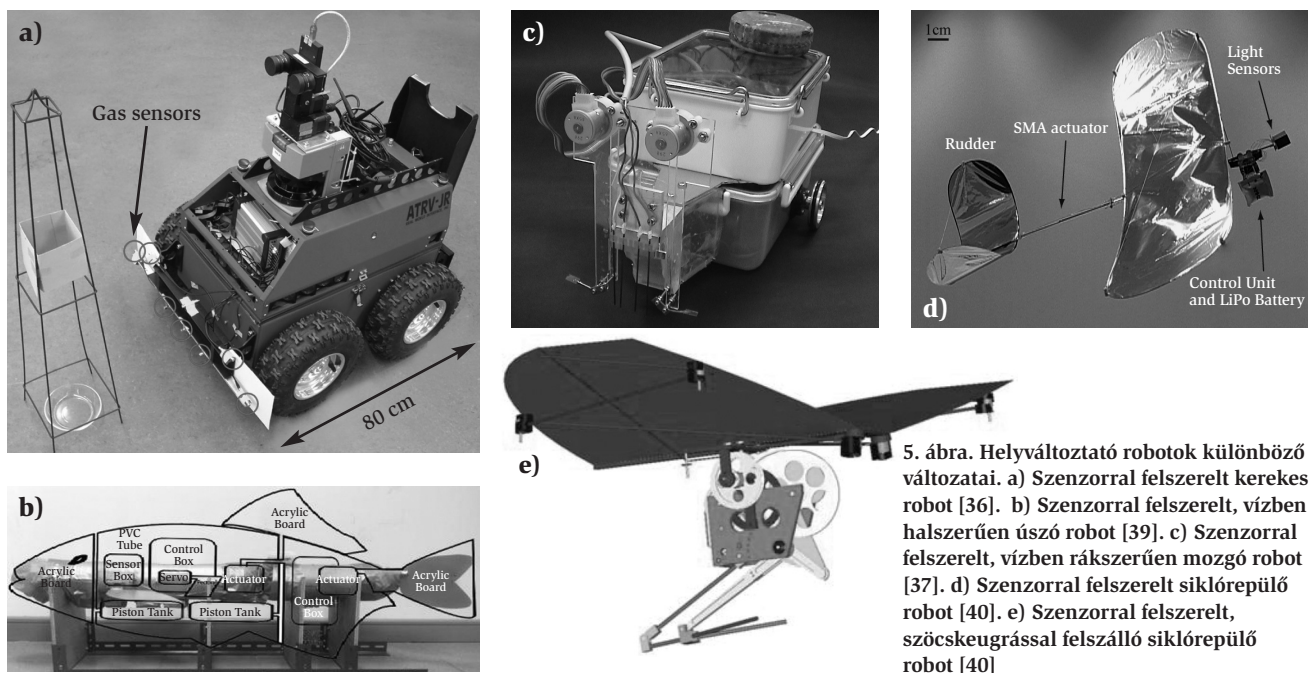 a)
Gas sensors
ATRV-JR
80 cm
b)
Acrylic
Board
PVC
Tube
Control
Box
Sensor
Box
Servo
Actuator
Actuator
Acrylic
Board
Acrylic
Board
Control
Box
Piston Tank
Piston Tank
c)
d)
1cm
Light
Sensors
SMA actuator
Rudder
Control Unit
and LiPo Battery
e)
5. ábra. Helyváltoztató robotok különböző
változatai. a) Szenzorral felszerelt kerekes
robot [36]. b) Szenzorral felszerelt, vízben
halszerűen úszó robot [39]. c) Szenzorral
felszerelt, vízben rákszerűen mozgó robot
[37]. d) Szenzorral felszerelt siklórepülő
robot [40]. e) Szenzorral felszerelt,
szöcskeugrással felszálló siklórepülő
robot [40]